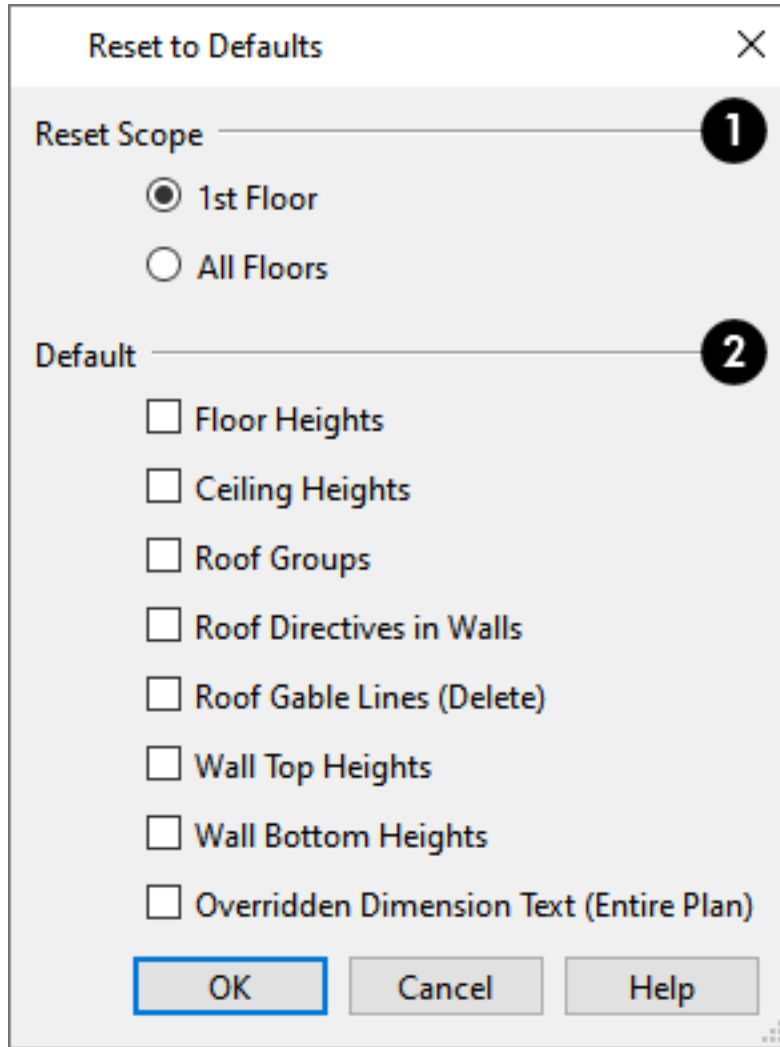 Reset to Defaults
Reset Scope 1
1st Floor
All Floors
Default 2
Floor Heights
Ceiling Heights
Roof Groups
Roof Directives in Walls
Roof Gable Lines (Delete)
Wall Top Heights
Wall Bottom Heights
Overridden Dimension Text (Entire Plan)
OK Cancel Help